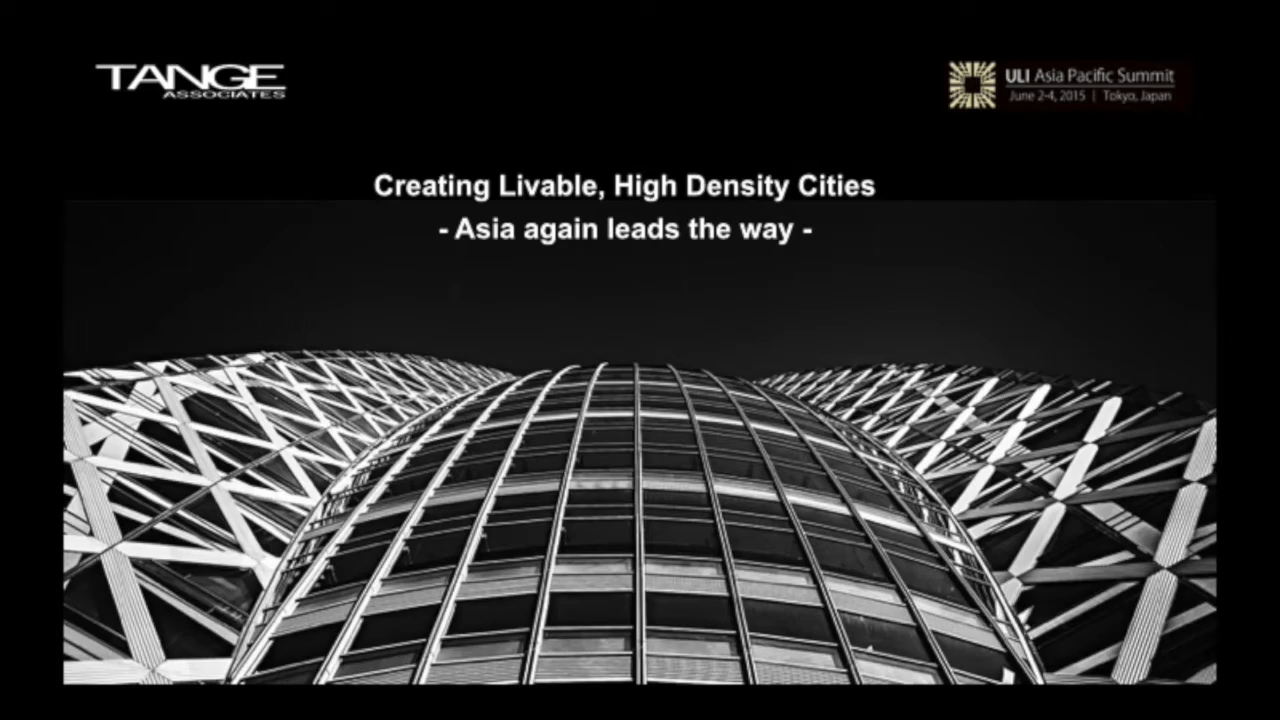 TANGE
ASSOCIATES
ULI Asia Pacific Summit
June 2-4, 2015 | Tokyo, Japan
Creating Livable, High Density Cities
- Asia again leads the way -